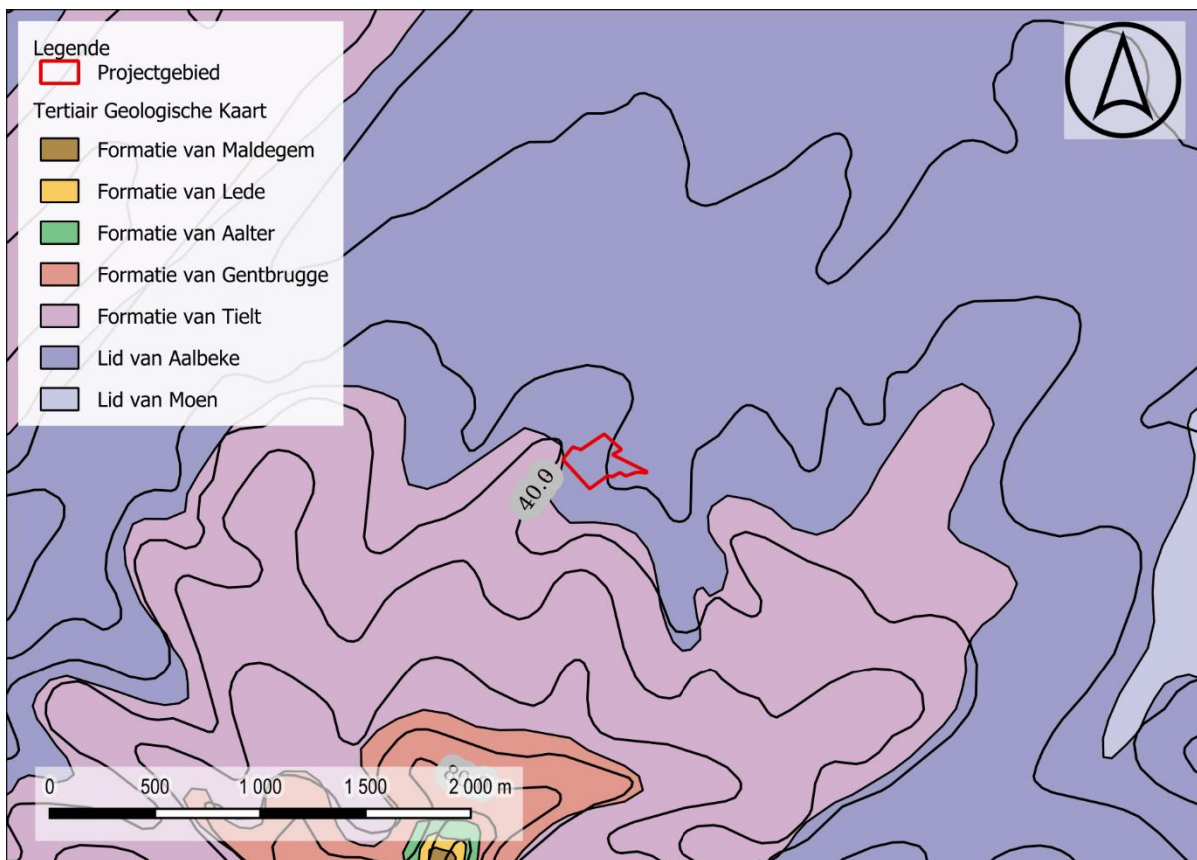 Legende
Projectgebied
Tertiair Geologische Kaart
Formatie van Maldegem
Formatie van Lede
Formatie van Aalter
Formatie van Gentbrugge
Formatie van Tielt
Lid van Aalbeke
Lid van Moen
40.0
0 500 1 000 1 500 2 000 m